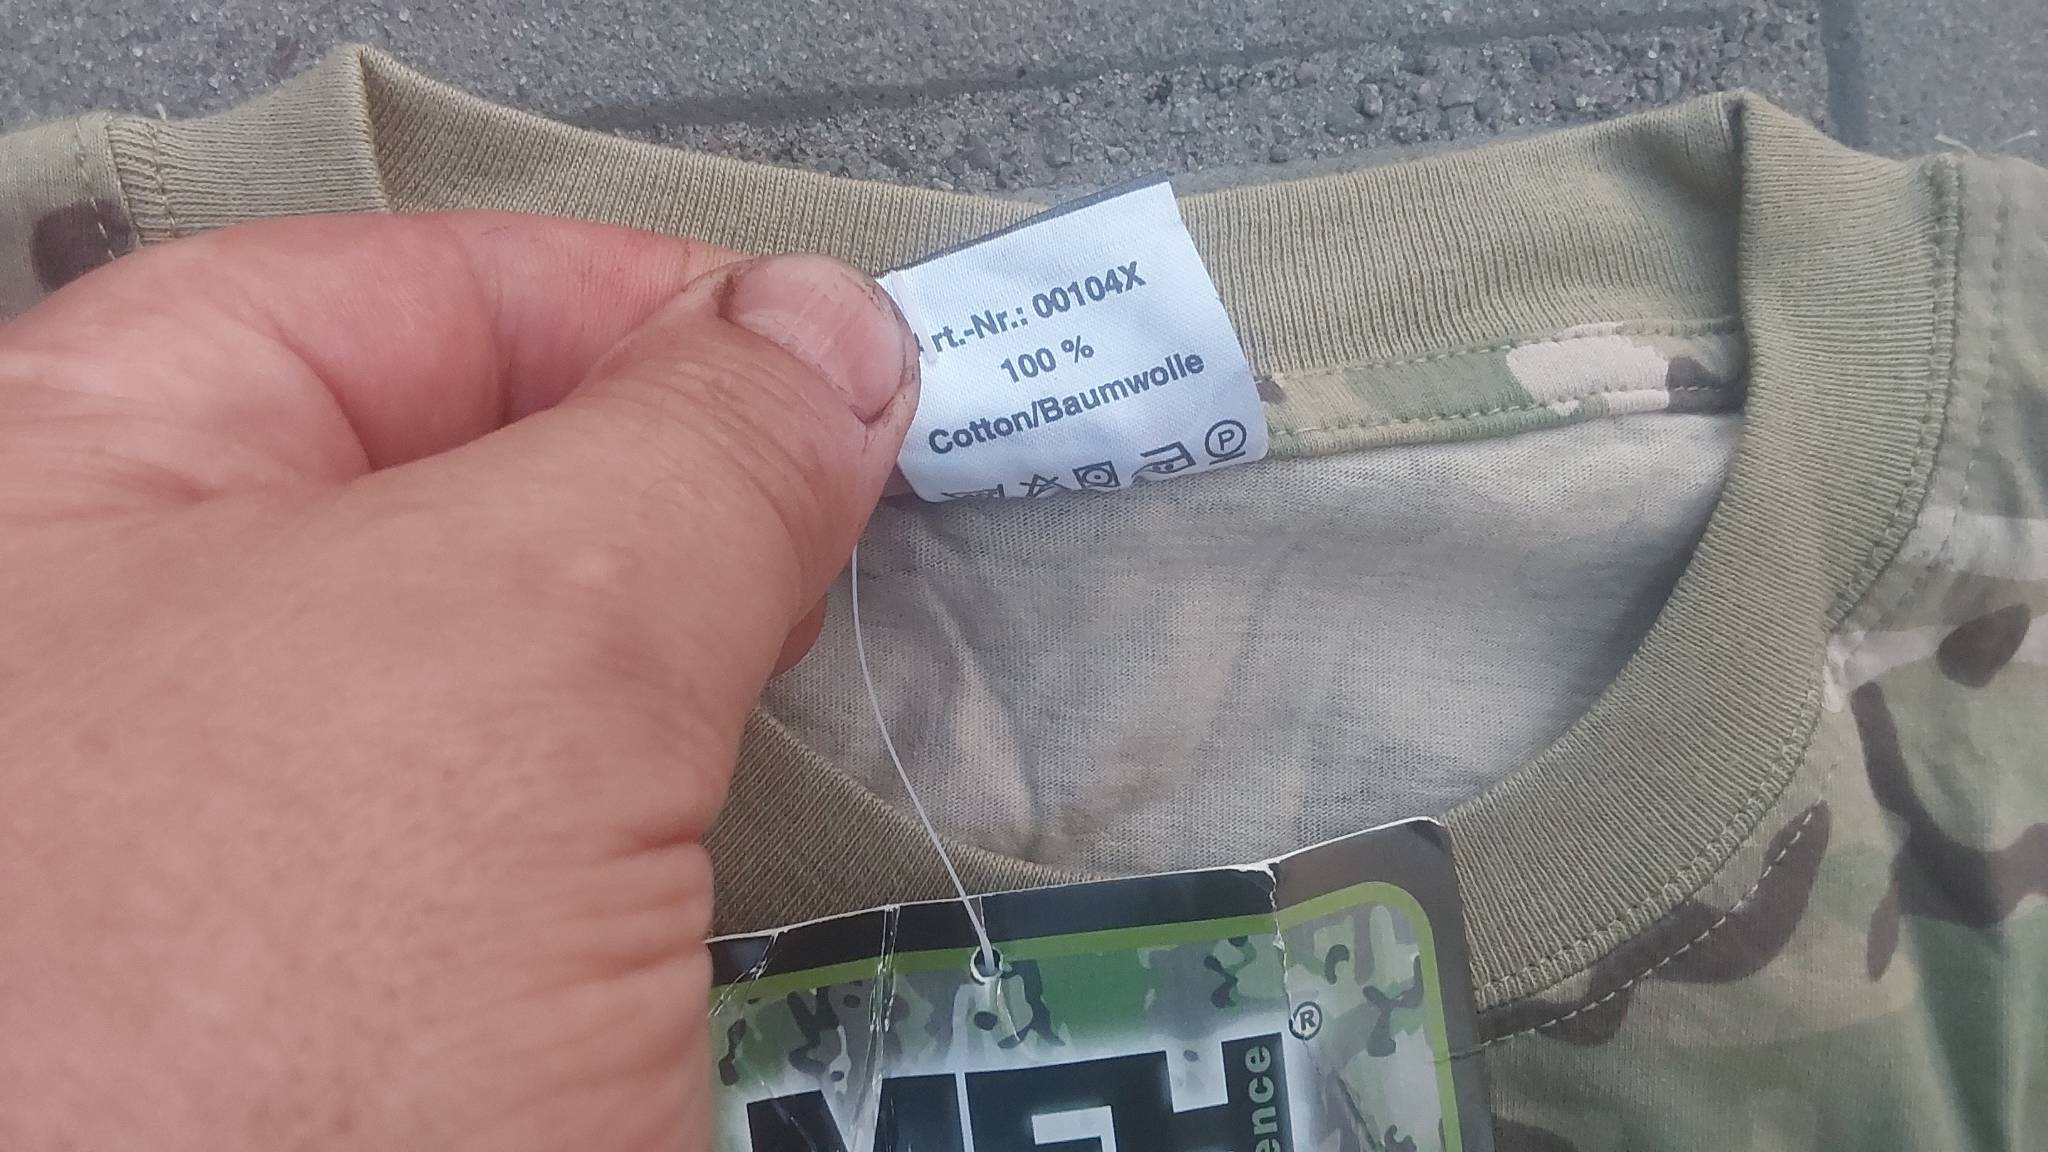 rt.-Nr.: 00104X
100 %
Cotton/Baumwolle
P
®